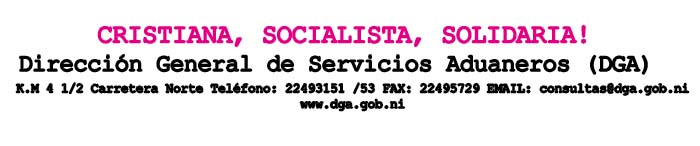 CRISTIANA, SOCIALISTA, SOLIDARIA!
Dirección General de Servicios Aduaneros (DGA)
K.M 4 1/2 Carretera Norte Teléfono: 22493151 /53 FAX: 22495729 EMAIL: consultas@dga.gob.ni
www.dga.gob.ni